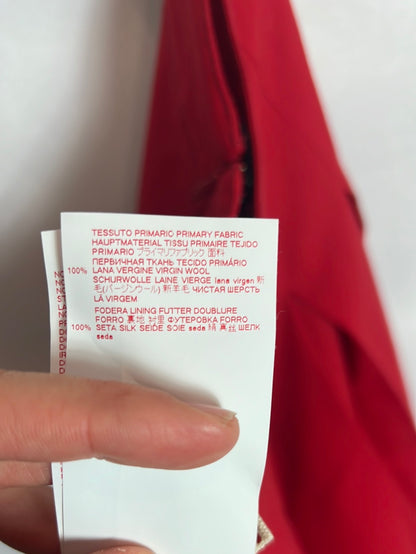 TESSUTO PRIMARIO PRIMARY FABRIC
HAUPTMATERIAL TISSU PRIMAIRE TEJIDO
PRIMARIO プライマリファブリック 面料
ПЕРВИЧНАЯ ТКАНЬ TECIDO PRIMÁRIO
100% LANA VERGINE VIRGIN WOOL
SCHURWOLLE LAINE VIERGE lana virgen 新
毛(バージンウール) 新羊毛 ЧИСТАЯ ШЕРСТЬ
LÃ VIRGEM
FODERA LINING FUTTER DOUBLURE
FORRO 裏地 衬里 ФУТЕРОВКА FORRO
100% SETA SILK SEIDE SOIE seda 絹 真丝 ШЕЛК
seda